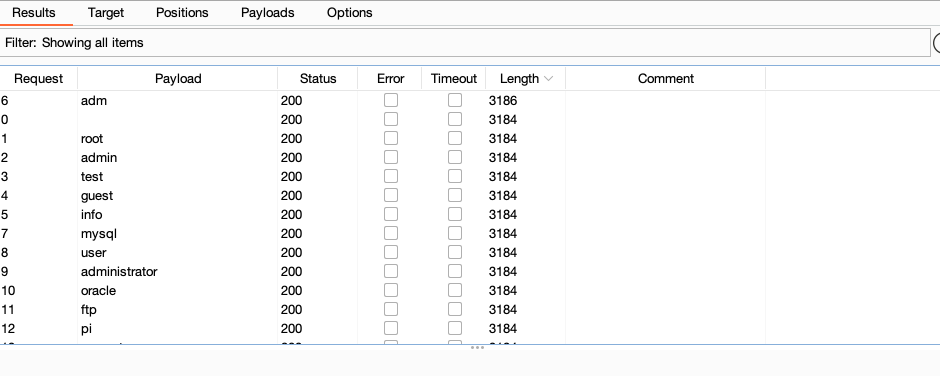 Results Target Positions Payloads Options
Filter: Showing all items
Request Payload Status Error Timeout Length Comment
6 adm 200 3186
0 200 3184
1 root 200 3184
2 admin 200 3184
3 test 200 3184
4 guest 200 3184
5 info 200 3184
7 mysql 200 3184
8 user 200 3184
9 administrator 200 3184
10 oracle 200 3184
11 ftp 200 3184
12 pi 200 3184